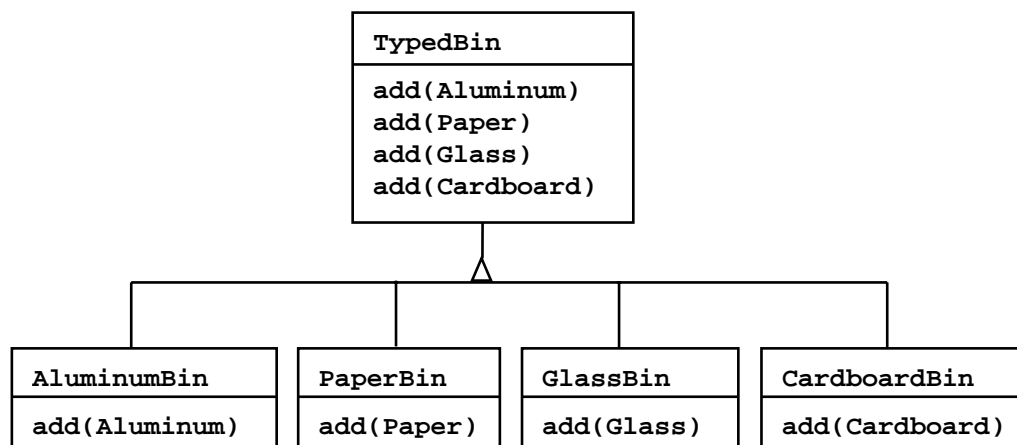 TypedBin
add(Aluminum)
add(Paper)
add(Glass)
add(Cardboard)
AluminumBin
add(Aluminum)
PaperBin
add(Paper)
GlassBin
add(Glass)
CardboardBin
add(Cardboard)